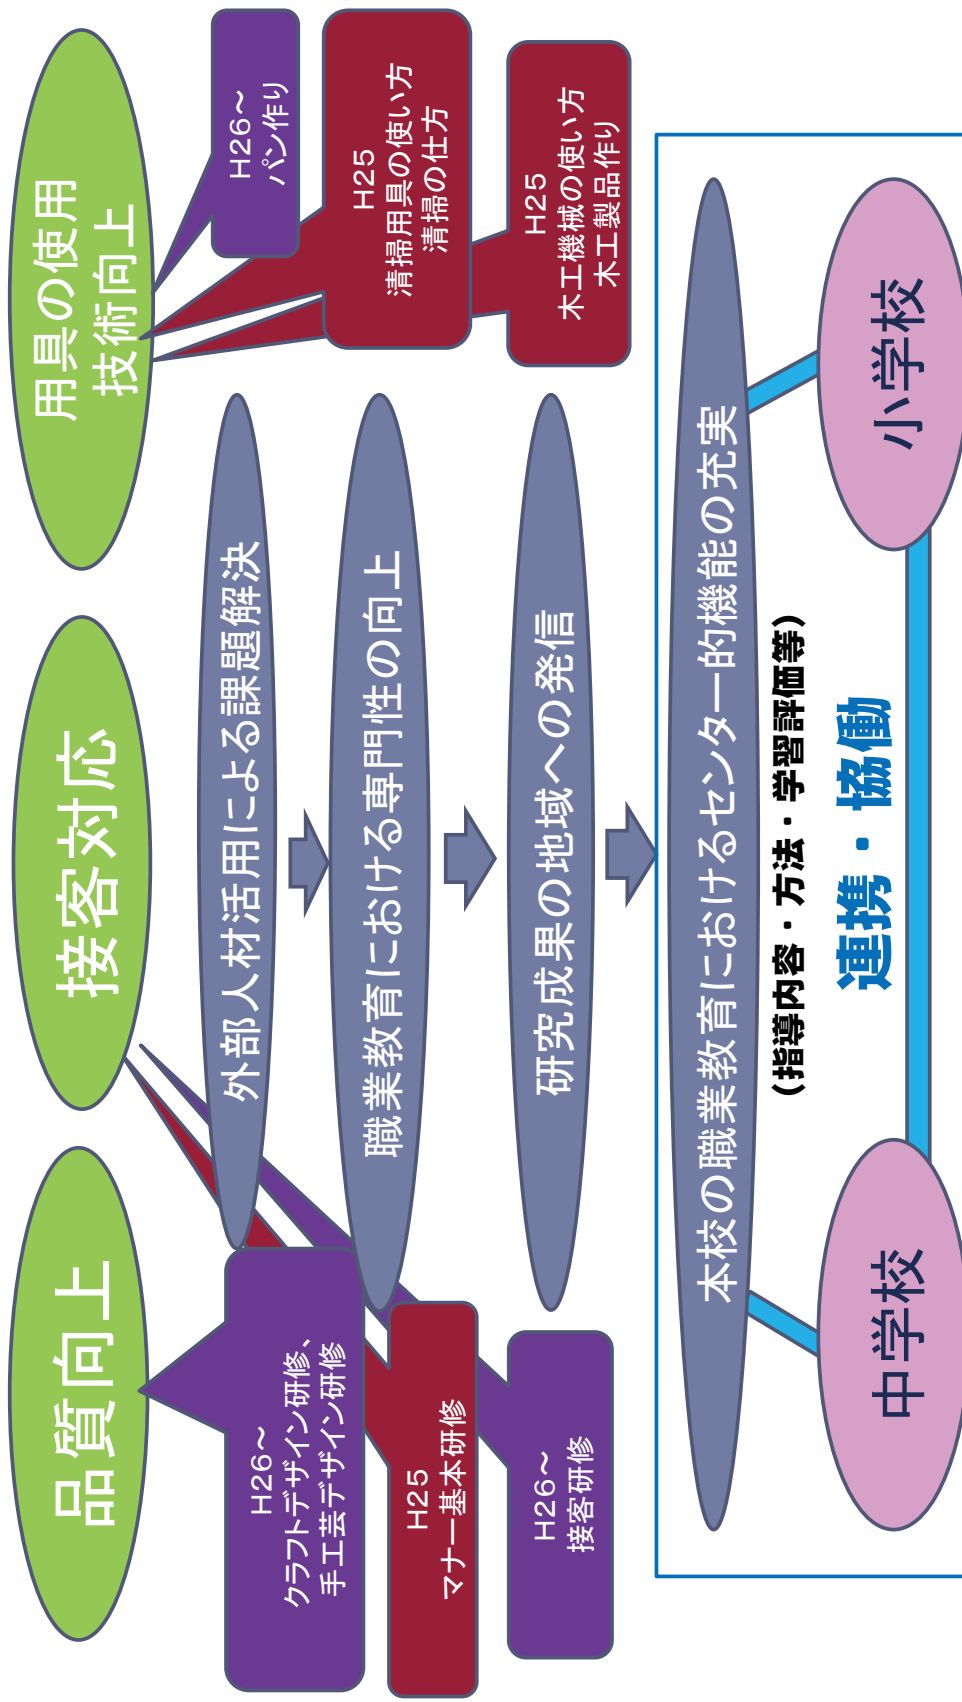 品質向上
接客対応
用具の使用
技術向上
H26～
クラフトデザイン研修、
手工芸デザイン研修
H25
マナー基本研修
H26～
接客研修
H26～
パン作り
H25
清掃用具の使い方
清掃の仕方
H25
木工機械の使い方
木工製品作り
外部人材活用による課題解決
職業教育における専門性の向上
研究成果の地域への発信
本校の職業教育におけるセンター的機能の充実
（指導内容・方法・学習評価等）
連携・協働
中学校
小学校